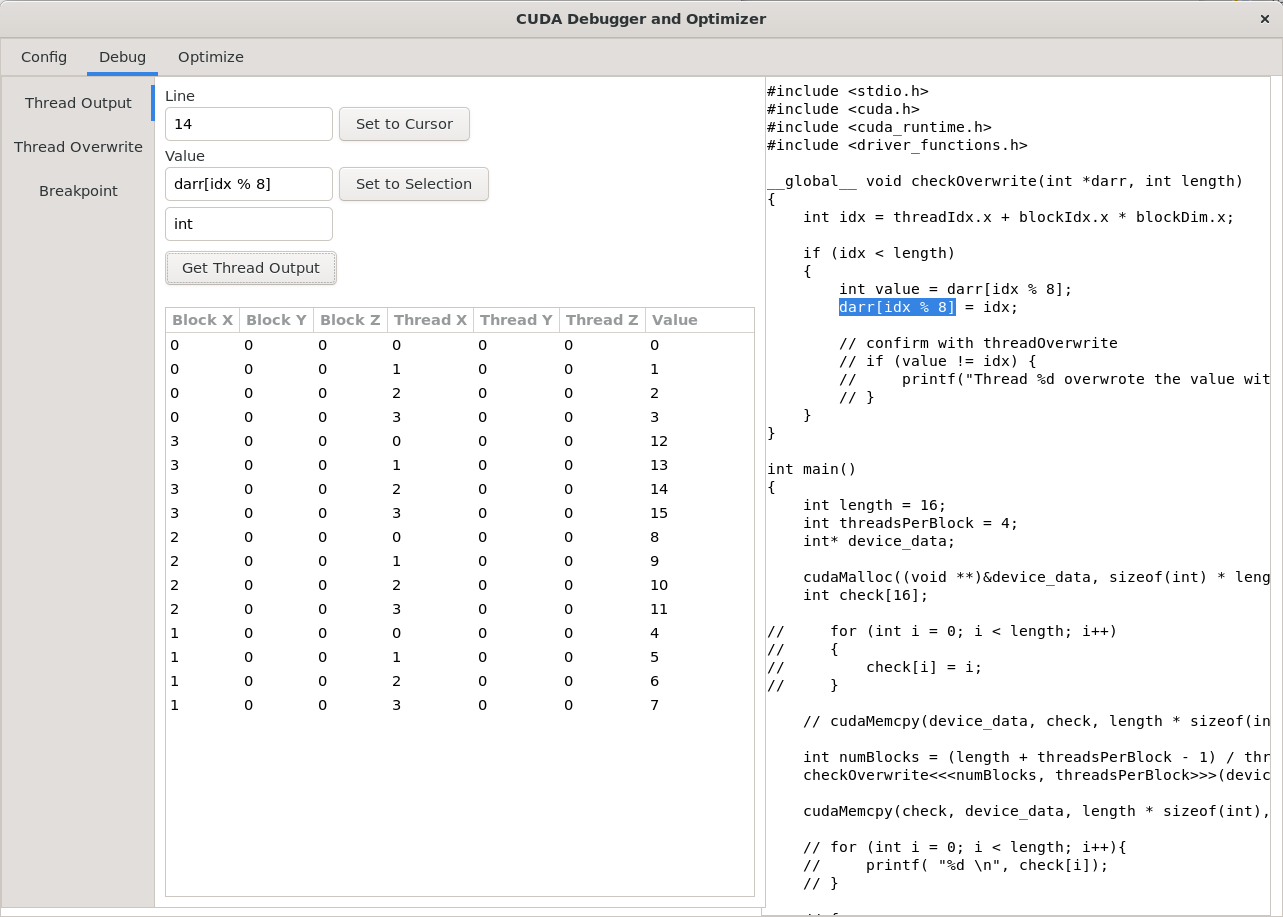 CUDA Debugger and Optimizer ×
Config Debug Optimize
Thread Output
Thread Overwrite
Breakpoint
Line
14 Set to Cursor
Value
darr[idx % 8] Set to Selection
int
Get Thread Output
Block X Block Y Block Z Thread X Thread Y Thread Z Value
0 0 0 0 0 0 0
0 0 0 1 0 0 1
0 0 0 2 0 0 2
0 0 0 3 0 0 3
3 0 0 0 0 0 12
3 0 0 1 0 0 13
3 0 0 2 0 0 14
3 0 0 3 0 0 15
2 0 0 0 0 0 8
2 0 0 1 0 0 9
2 0 0 2 0 0 10
2 0 0 3 0 0 11
1 0 0 0 0 0 4
1 0 0 1 0 0 5
1 0 0 2 0 0 6
1 0 0 3 0 0 7
#include <stdio.h>
#include <cuda.h>
#include <cuda_runtime.h>
#include <driver_functions.h>
__global__ void checkOverwrite(int *darr, int length)
{
    int idx = threadIdx.x + blockIdx.x * blockDim.x;
    if (idx < length)
    {
        int value = darr[idx % 8];
        darr[idx % 8] = idx;
        // confirm with threadOverwrite
        // if (value != idx) {
        //     printf("Thread %d overwrote the value wit
        // }
    }
}
int main()
{
    int length = 16;
    int threadsPerBlock = 4;
    int* device_data;
    cudaMalloc((void **)&device_data, sizeof(int) * leng
    int check[16];
//     for (int i = 0; i < length; i++)
//     {
//         check[i] = i;
//     }
    // cudaMemcpy(device_data, check, length * sizeof(in
    int numBlocks = (length + threadsPerBlock - 1) / thr
    checkOverwrite<<<numBlocks, threadsPerBlock>>>(devic
    cudaMemcpy(check, device_data, length * sizeof(int),
    // for (int i = 0; i < length; i++){
    //     printf( "%d \n", check[i]);
    // }